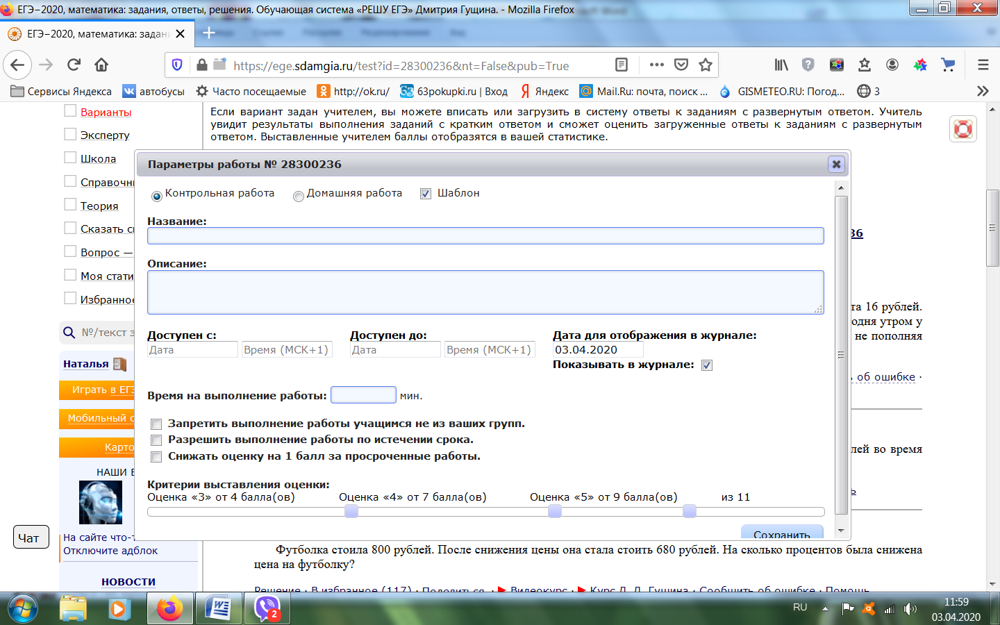 ЕГЭ−2020, математика: задания, ответы, решения. Обучающая система «РЕШУ ЕГЭ» Дмитрия Гущина. - Mozilla Firefox
ЕГЭ−2020, математика: задани
https://ege.sdamgia.ru/test?id=28300236&nt=False&pub=True
Сервисы Яндекса
автобусы
Часто посещаемые
http://ok.ru/
63pokupki.ru | Вход
Яндекс
Mail.Ru: почта, поиск ...
GISMETEO.RU: Погод...
3
Варианты
Эксперту
Школа
Справочни
Теория
Сказать сп
Вопрос —
Моя стати
Избранное
№/текст з
Наталья
Играть в ЕГЭ
Мобильный с
Карто
НАШИ Б
На сайте что-т
Отключите адблок
НОВОСТИ
Чат
Если вариант задан учителем, вы можете вписать или загрузить в систему ответы к заданиям с развернутым ответом. Учитель
увидит результаты выполнения заданий с кратким ответом и сможет оценить загруженные ответы к заданиям с развернутым
ответом. Выставленные учителем баллы отобразятся в вашей статистике.
Параметры работы № 28300236
Контрольная работа
Домашняя работа
Шаблон
Название:
Описание:
Доступен с:
Доступен до:
Дата для отображения в журнале:
Дата
Время (МСК+1)
Дата
Время (МСК+1)
03.04.2020
Показывать в журнале:
Время на выполнение работы:
мин.
Запретить выполнение работы учащимся не из ваших групп.
Разрешить выполнение работы по истечении срока.
Снижать оценку на 1 балл за просроченные работы.
Критерии выставления оценки:
Оценка «3» от 4 балла(ов)
Оценка «4» от 7 балла(ов)
Оценка «5» от 9 балла(ов)
из 11
Сохранить
36
та 16 рублей.
одня утром у
не пополняя
об ошибке ·
лей во время
Футболка стоила 800 рублей. После снижения цены она стала стоить 680 рублей. На сколько процентов была снижена
цена на футболку?
Решение · В избранное (117) · Поделиться · Видеокурс · Курс Д. Д. Гущина · Сообщить об ошибке · Помощь
2
RU
11:59
03.04.2020